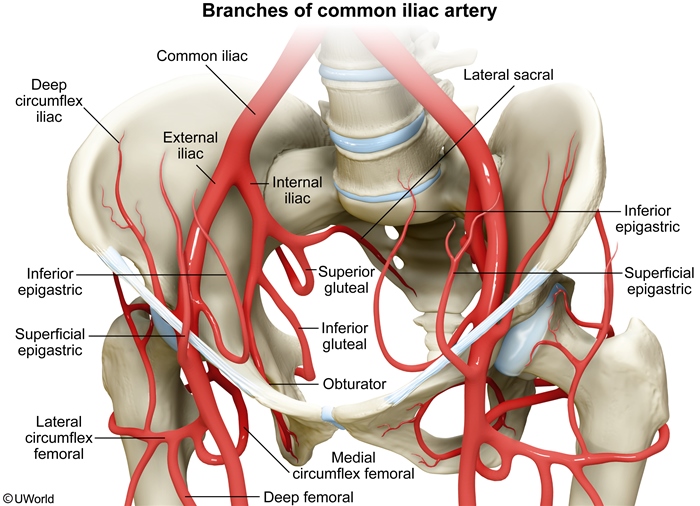 Branches of common iliac artery
Common iliac
Lateral sacral
Deep
circumflex
iliac
External
iliac
Internal
iliac
Inferior
epigastric
Superior
gluteal
Inferior
epigastric
Superficial
epigastric
Superficial
epigastric
Inferior
gluteal
Obturator
Lateral
circumflex
femoral
Medial
circumflex femoral
Deep femoral
©UWorld